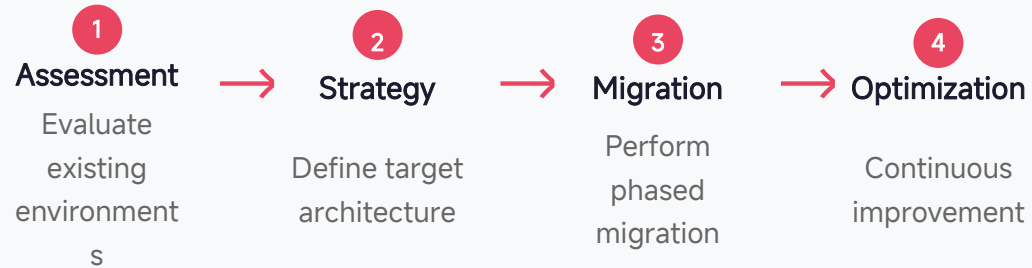 1
Assessment
Evaluate
existing
environment
s
2
Strategy
Define target
architecture
3
Migration
Perform
phased
migration
4
Optimization
Continuous
improvement